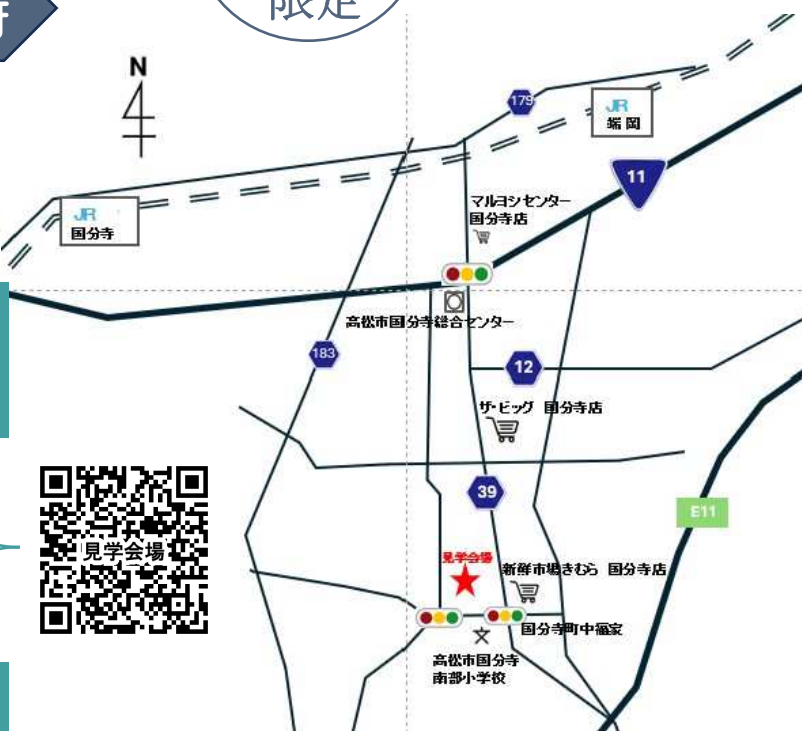 限定
N
179
JR
端岡
11
マルヨシセンター
国分寺店
JR
国分寺
高松市国分寺総合センター
183
12
ザ・ビッグ 国分寺店
39
E11
見学会場
見学会場
新鮮市場きむら 国分寺店
国分寺町中福家
高松市国分寺
南部小学校